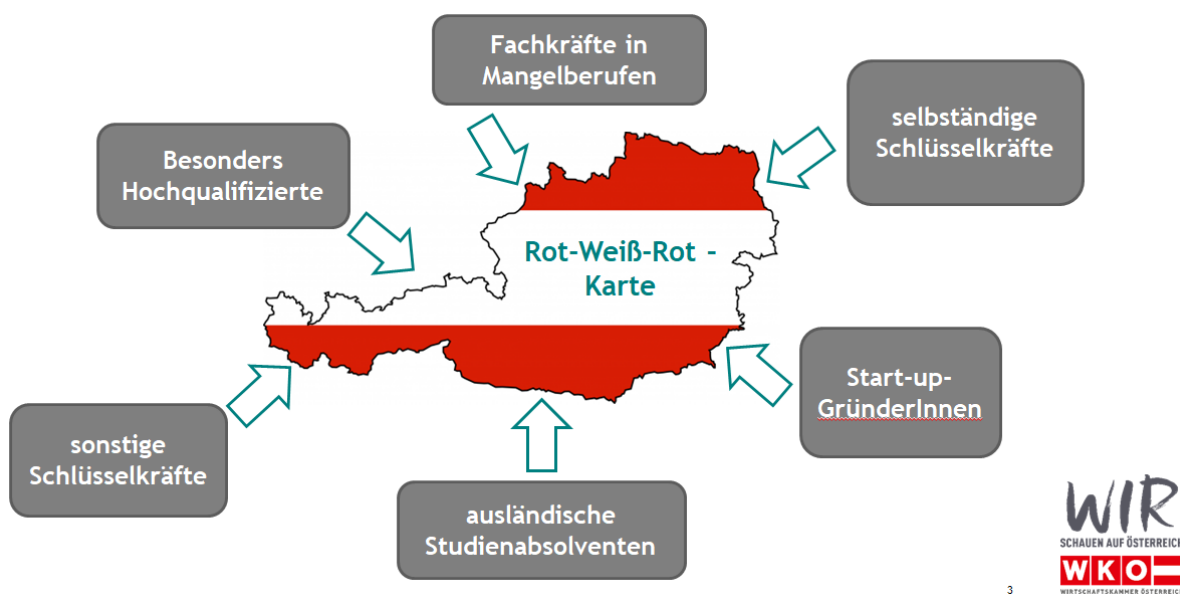 Fachkräfte in
Mangelberufen
selbständige
Schlüsselkräfte
Besonders
Hochqualifizierte
Rot-Weiß-Rot -
Karte
Start-up-
GründerInnen
sonstige
Schlüsselkräfte
ausländische
Studienabsolventen
WIR
SCHAUEN AUF ÖSTERREICH
WKO
WIRTSCHAFTSKAMMER ÖSTERREICH
3